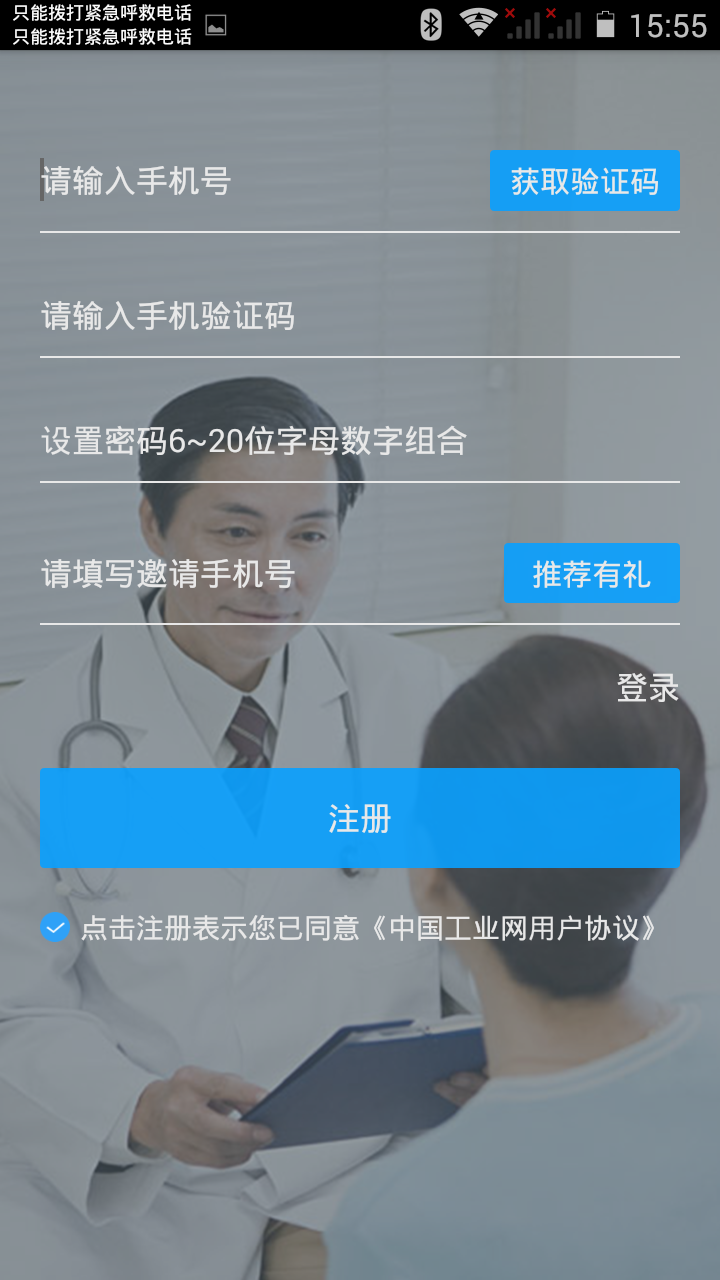 只能拨打紧急呼救电话
只能拨打紧急呼救电话
15:55
请输入手机号
获取验证码
请输入手机验证码
设置密码6~20位字母数字组合
请填写邀请手机号
推荐有礼
登录
注册
点击注册表示您已同意《中国工业网用户协议》